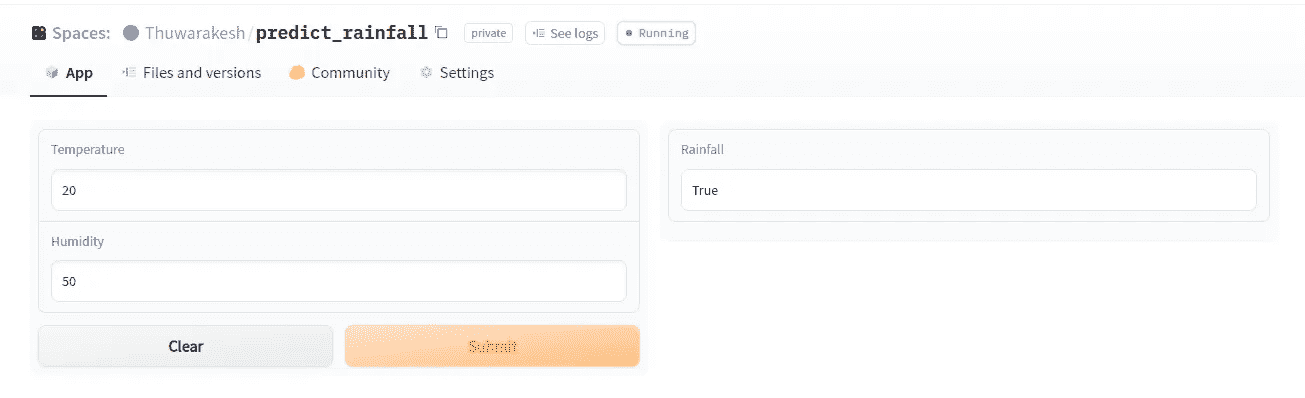 Spaces: Thuwarakesh/predict_rainfall private See logs Running
App Files and versions Community Settings
Temperature
20
Humidity
50
Clear Submit
Rainfall
True